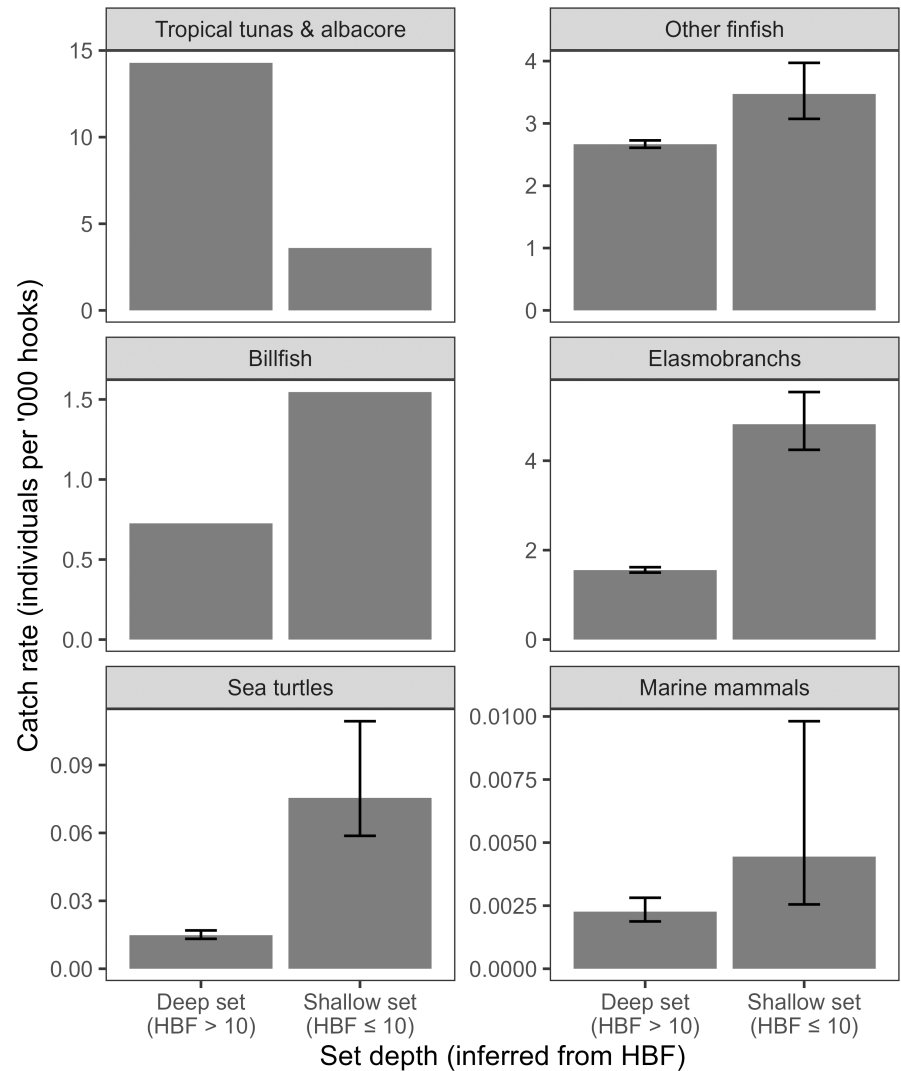 Tropical tunas & albacore
15
10
5
0
Other finfish
4
3
2
1
0
Billfish
1.5
1.0
0.5
0.0
Elasmobranchs
4
2
0
Sea turtles
0.09
0.06
0.03
0.00
Marine mammals
0.0100
0.0075
0.0050
0.0025
0.0000
Catch rate (individuals per '000 hooks)
Deep set
(HBF > 10)
Shallow set
(HBF ≤ 10)
Deep set
(HBF > 10)
Shallow set
(HBF ≤ 10)
Set depth (inferred from HBF)